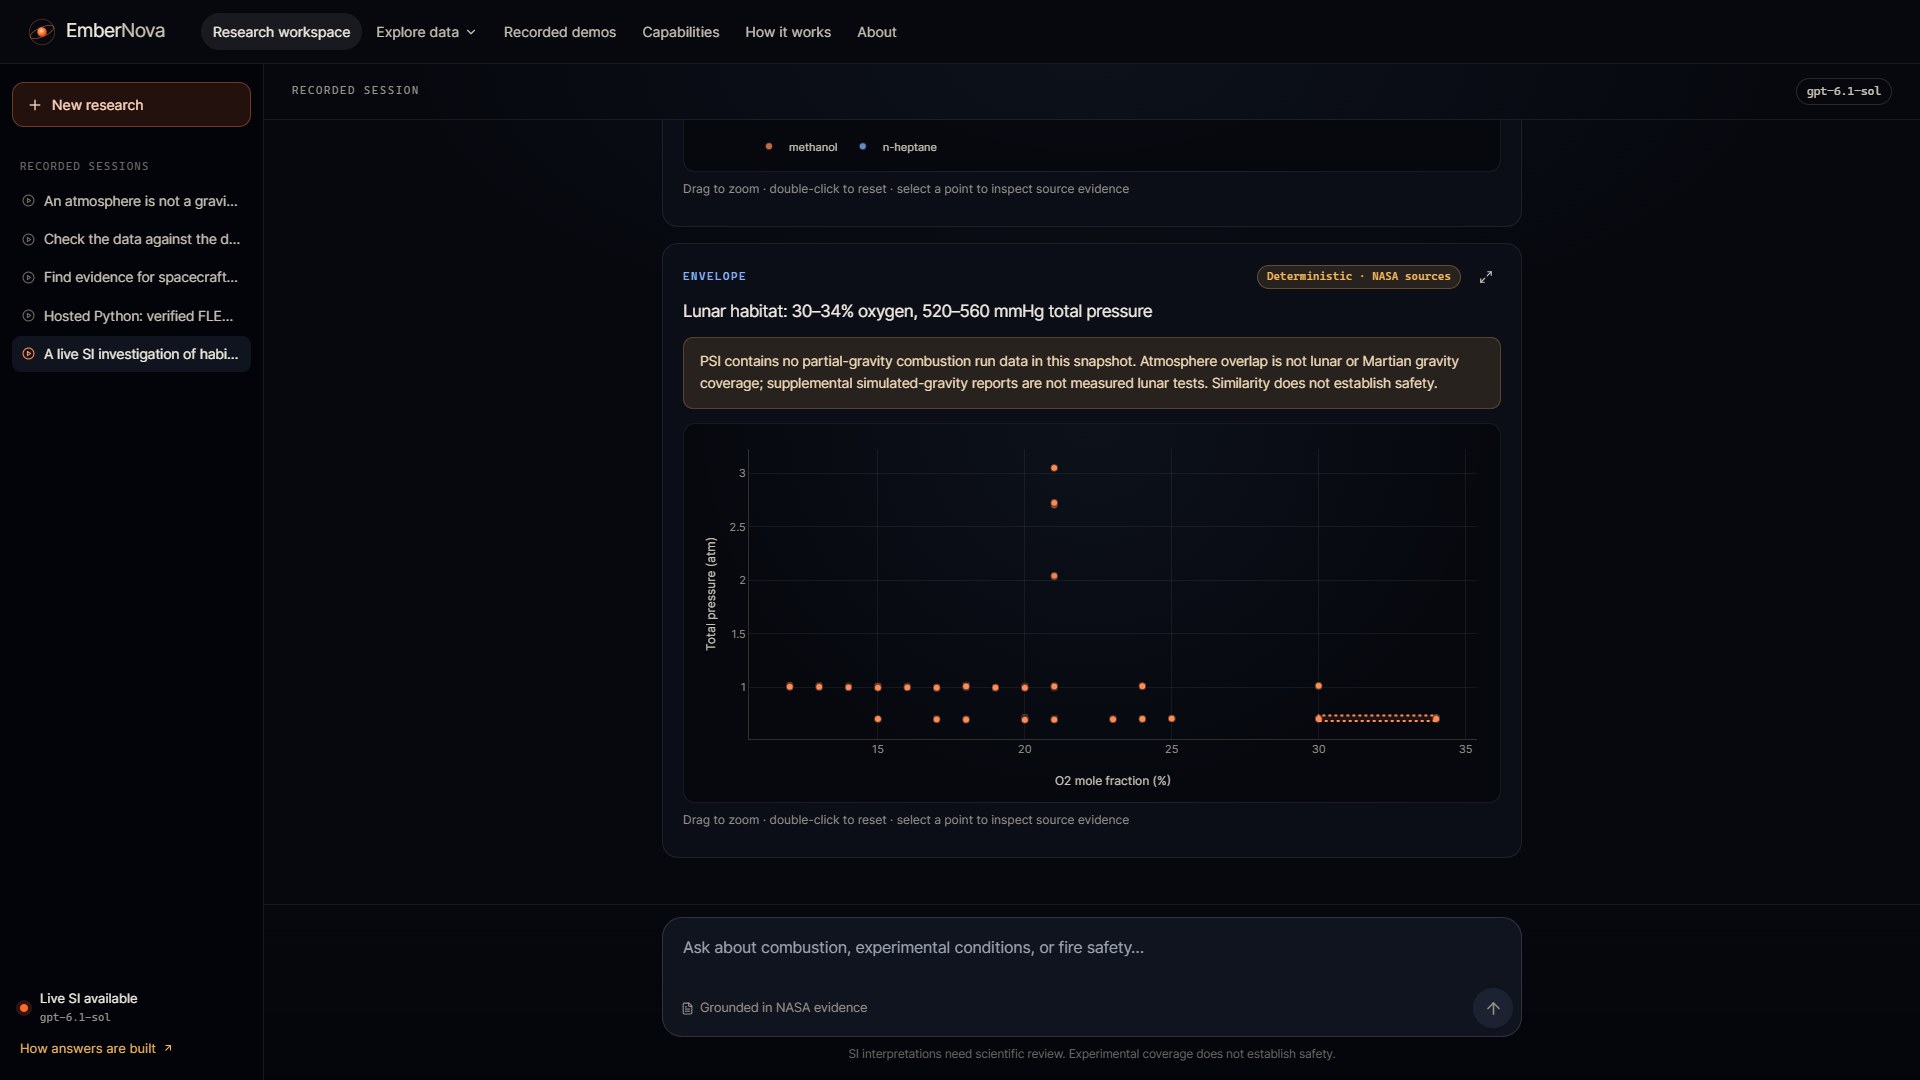 EmberNova
Research workspace
Explore data
Recorded demos
Capabilities
How it works
About
New research
RECORDED SESSIONS
An atmosphere is not a gravi...
Check the data against the d...
Find evidence for spacecraft...
Hosted Python: verified FLE...
A live SI investigation of habi...
Live SI available
gpt-6.1-sol
How answers are built
RECORDED SESSION
gpt-6.1-sol
methanol
n-heptane
Drag to zoom · double-click to reset · select a point to inspect source evidence
ENVELOPE
Deterministic · NASA sources
Lunar habitat: 30–34% oxygen, 520–560 mmHg total pressure
PSI contains no partial-gravity combustion run data in this snapshot. Atmosphere overlap is not lunar or Martian gravity
coverage; supplemental simulated-gravity reports are not measured lunar tests. Similarity does not establish safety.
Total pressure (atm)
3
2.5
2
1.5
1
15
20
25
30
35
O2 mole fraction (%)
Drag to zoom · double-click to reset · select a point to inspect source evidence
Ask about combustion, experimental conditions, or fire safety...
Grounded in NASA evidence
SI interpretations need scientific review. Experimental coverage does not establish safety.